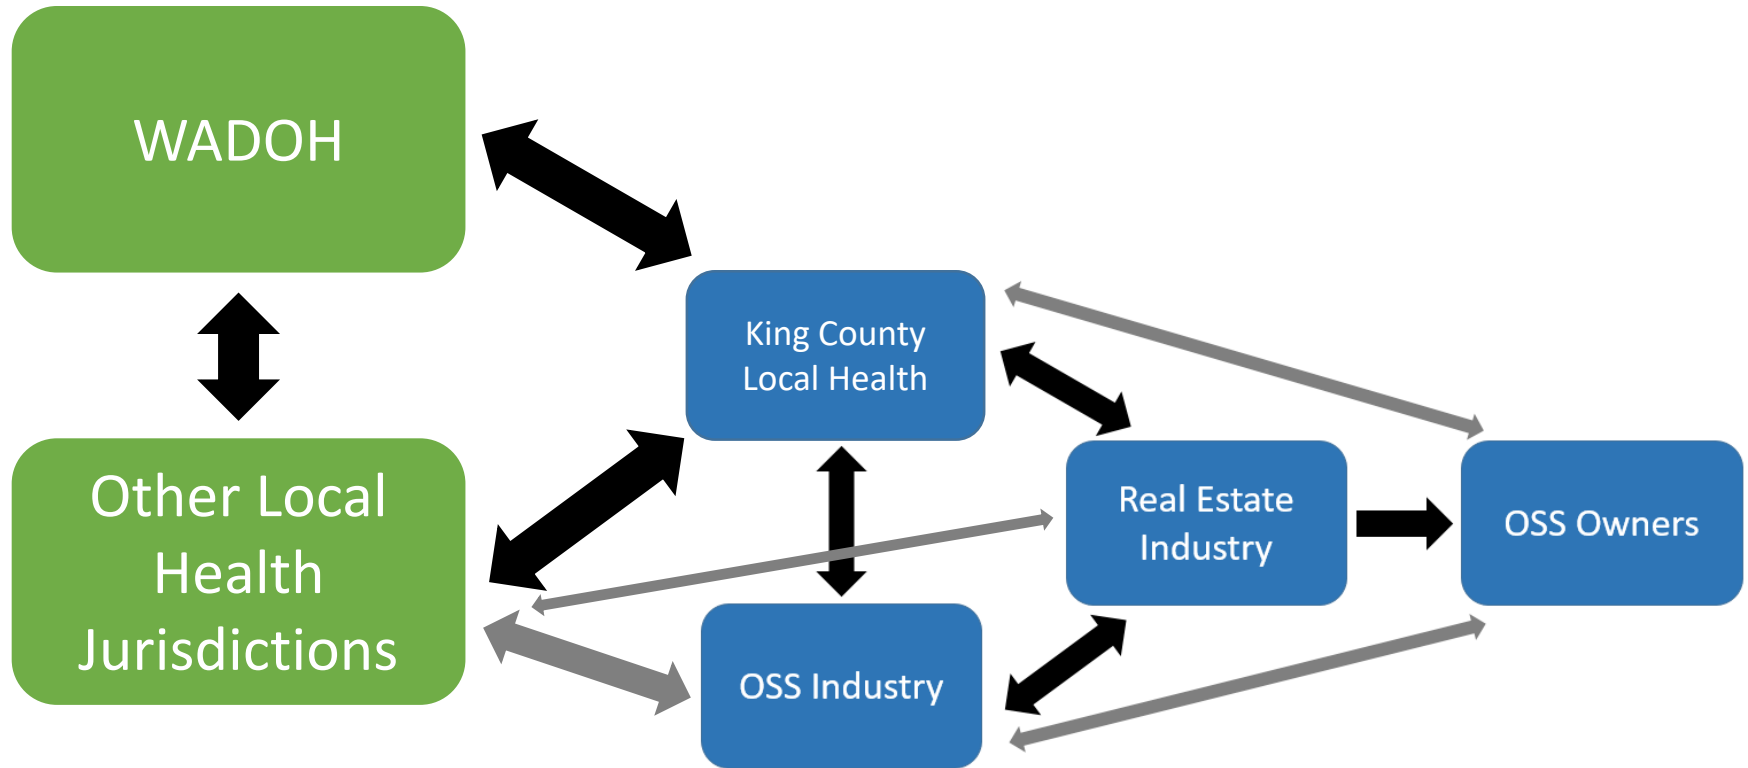 WADOH
King County
Local Health
Other Local
Health
Jurisdictions
Real Estate
Industry
OSS Owners
OSS Industry